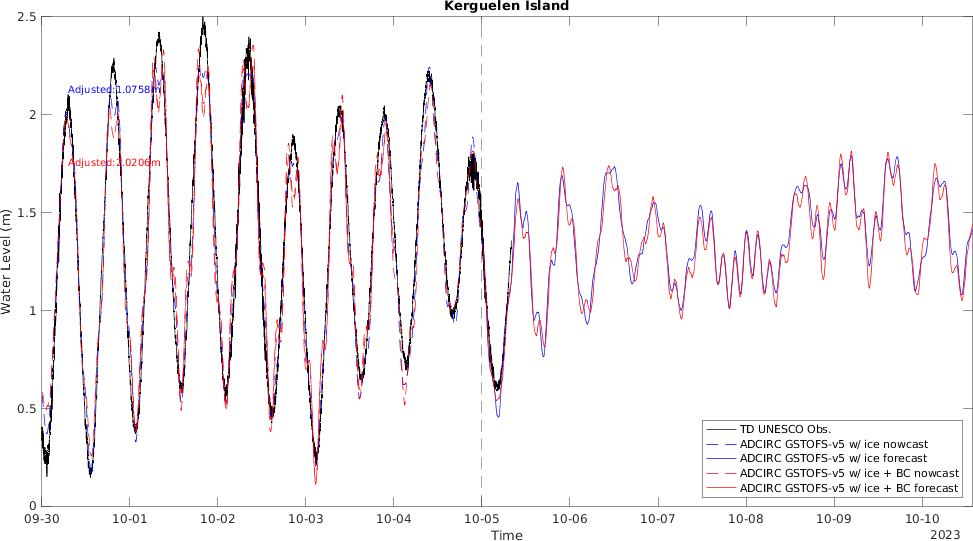 Kerguelen Island
2.5
2
1.5
1
0.5
0
Water Level (m)
Adjusted:1.0758m
Adjusted:2.0206m
TD UNESCO Obs.
ADCIRC GSTOFS-v5 w/ ice nowcast
ADCIRC GSTOFS-v5 w/ ice forecast
ADCIRC GSTOFS-v5 w/ ice + BC nowcast
ADCIRC GSTOFS-v5 w/ ice + BC forecast
09-30 10-01 10-02 10-03 10-04 10-05 10-06 10-07 10-08 10-09 10-10
Time
2023